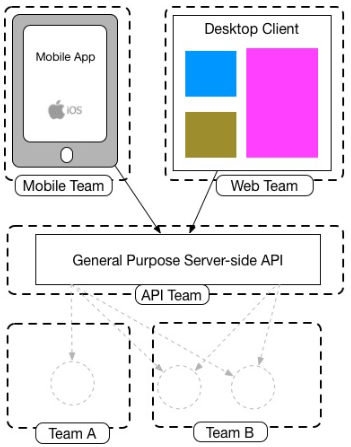 Mobile App
iOS
Desktop Client
Mobile Team
Web Team
General Purpose Server-side API
API Team
Team A
Team B